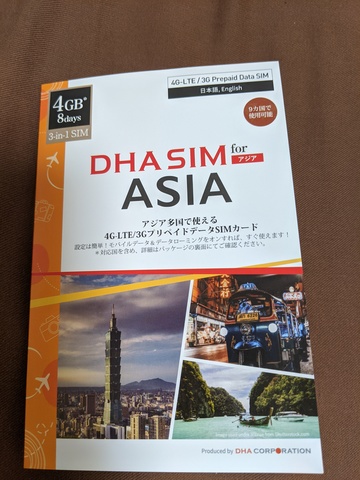 4GB*
8days
3-in-1 SIM
4G-LTE / 3G Prepaid Data SIM
日本語, English
9カ国で
使用可能
DHA SIM for
アジア
ASIA
アジア多国で使える
4G-LTE/3GプリペイドデータSIMカード
設定は簡単!モバイルデータ&データローミングをオンすれば、すぐ使えます!
*対応国を含め、詳細はパッケージの裏面にてご確認ください。
Produced by DHA CORPORATION